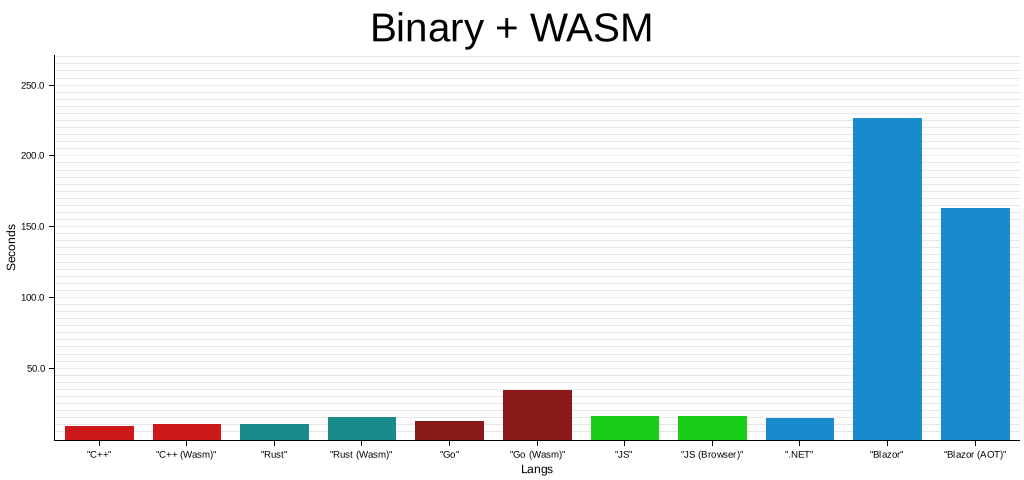 Binary + WASM
250.0
200.0
150.0
100.0
50.0
Seconds
"C++" "C++ (Wasm)" "Rust" "Rust (Wasm)" "Go" "Go (Wasm)" "JS" "JS (Browser)" ".NET" "Blazor" "Blazor (AOT)"
Langs